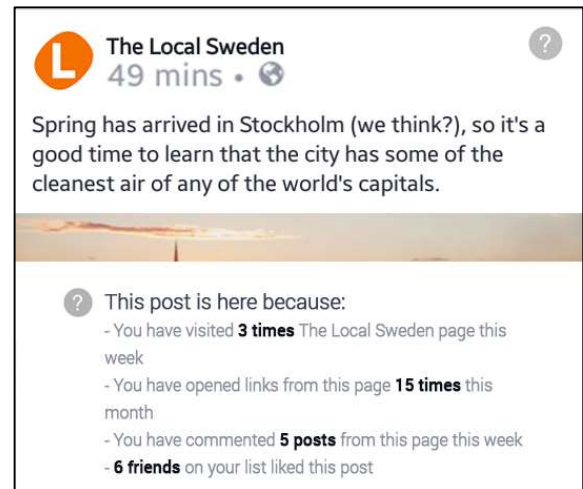 L
The Local Sweden
?
49 mins •
Spring has arrived in Stockholm (we think?), so it's a
good time to learn that the city has some of the
cleanest air of any of the world's capitals.
? This post is here because:
- You have visited 3 times The Local Sweden page this
week
- You have opened links from this page 15 times this
month
- You have commented 5 posts from this page this week
- 6 friends on your list liked this post